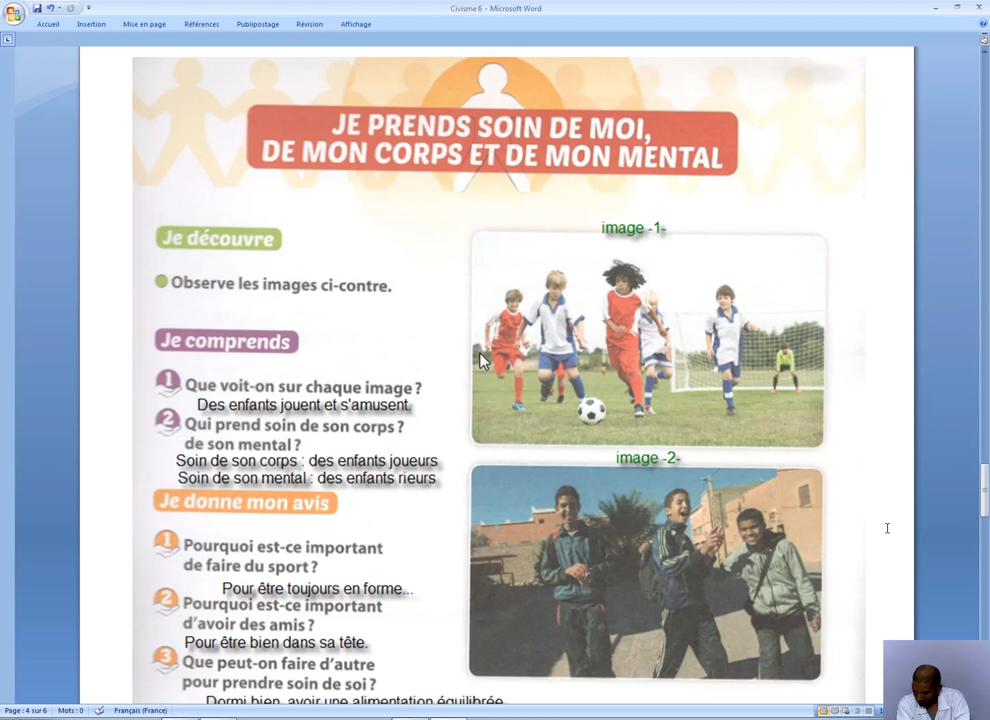 Civisme 6 - Microsoft Word
Accueil Insertion Mise en page Références Publipostage Révision Affichage
JE PRENDS SOIN DE MOI,
DE MON CORPS ET DE MON MENTAL
Je découvre
Observe les images ci-contre.
Je comprends
1 Que voit-on sur chaque image ?
Des enfants jouent et s'amusent.
2 Qui prend soin de son corps ?
de son mental ?
Soin de son corps : des enfants joueurs
Soin de son mental : des enfants rieurs
Je donne mon avis
1 Pourquoi est-ce important
de faire du sport ?
Pour être toujours en forme...
2 Pourquoi est-ce important
d'avoir des amis ?
Pour être bien dans sa tête.
3 Que peut-on faire d'autre
pour prendre soin de soi ?
Dormi bien, avoir une alimentation équilibrée
image -1-
image -2-
Page : 4 sur 6 Mots : 0 Français (France)